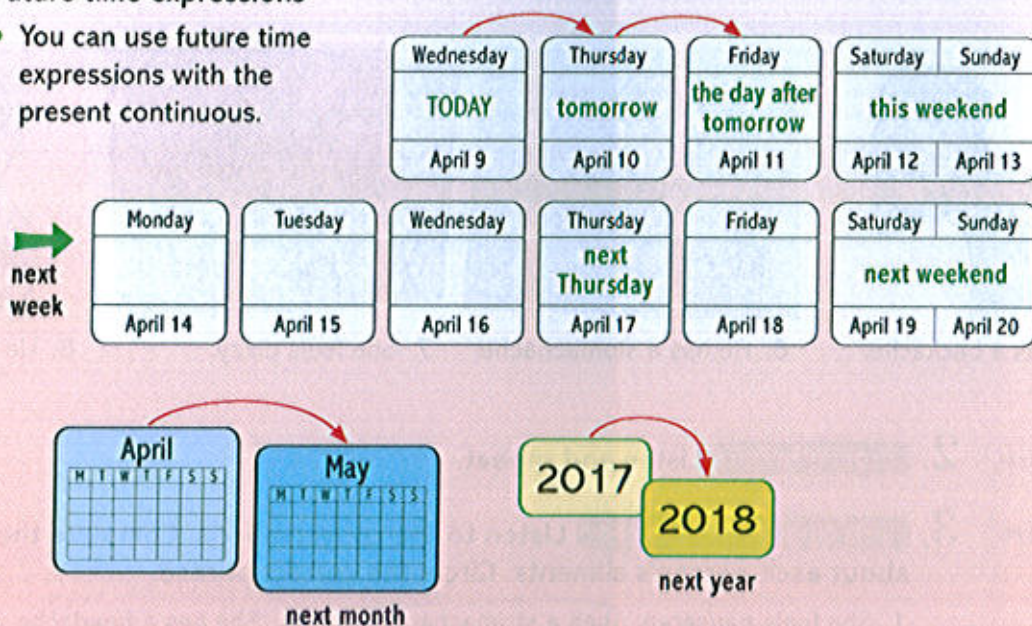 You can use future time
expressions with the
present continuous.
Wednesday Thursday Friday Saturday Sunday
TODAY tomorrow the day after tomorrow this weekend
April 9 April 10 April 11 April 12 April 13
next week
Monday Tuesday Wednesday Thursday Friday Saturday Sunday
next Thursday next weekend
April 14 April 15 April 16 April 17 April 18 April 19 April 20
April
M T W T F S S
May
M T W T F S S
next month
2017
2018
next year